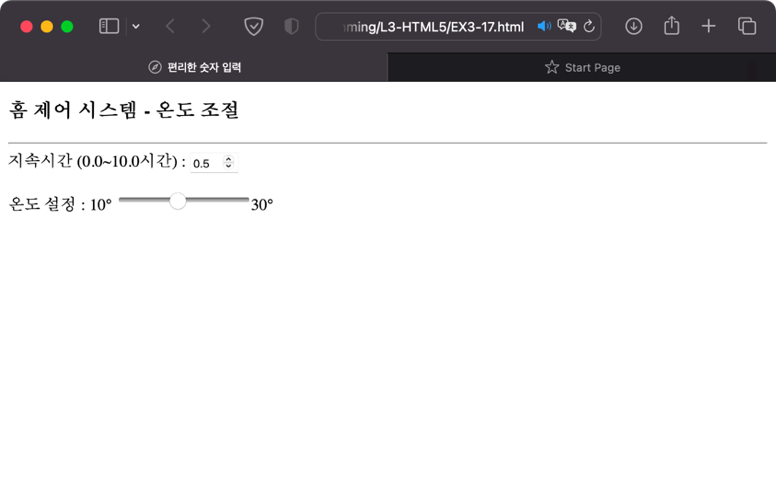 ming/L3-HTML5/EX3-17.html
편리한 숫자 입력
Start Page
홈 제어 시스템 - 온도 조절
지속시간 (0.0~10.0시간) : 0.5
온도 설정 : 10° 30°